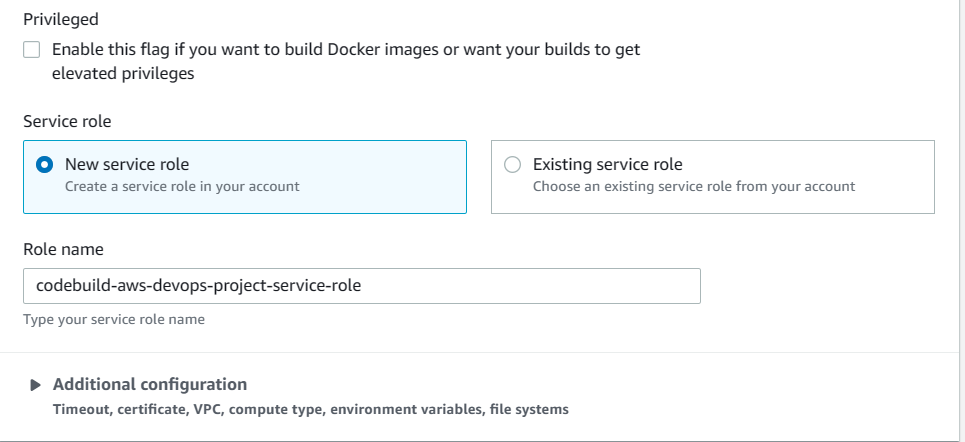 Privileged
Enable this flag if you want to build Docker images or want your builds to get
elevated privileges
Service role
New service role
Create a service role in your account
Existing service role
Choose an existing service role from your account
Role name
codebuild-aws-devops-project-service-role
Type your service role name
Additional configuration
Timeout, certificate, VPC, compute type, environment variables, file systems